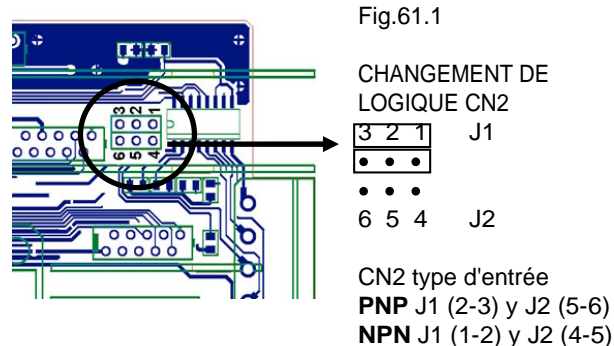 Fig.61.1
CHANGEMENT DE
LOGIQUE CN2
3 2 1 J1
6 5 4 J2
CN2 type d'entrée
PNP J1 (2-3) y J2 (5-6)
NPN J1 (1-2) y J2 (4-5)
3 2 1
6 5 4